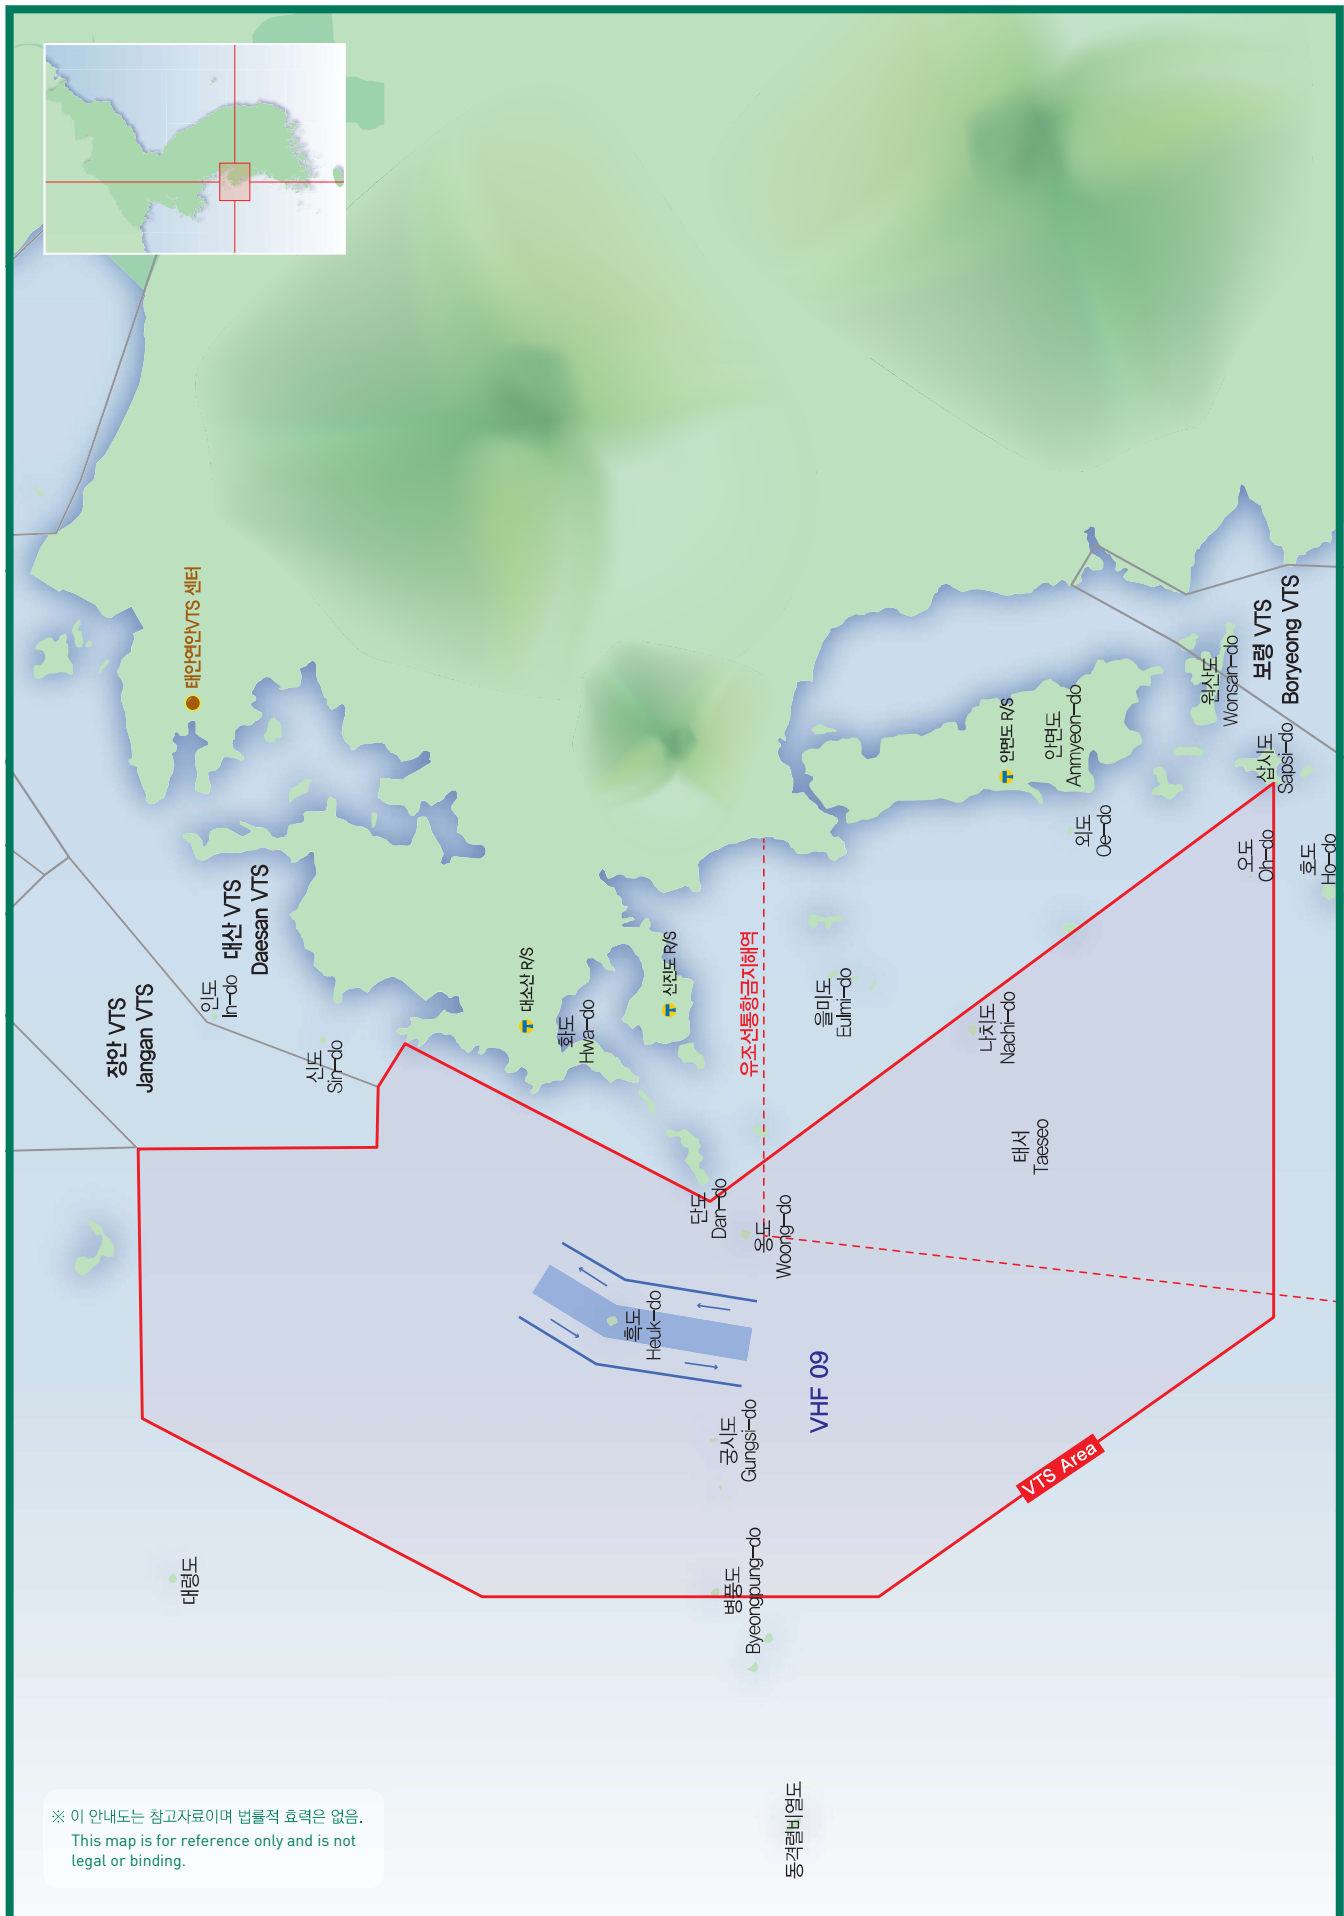 태안연안VTS 센터
보령 VTS
Boryeong VTS
원산도
Wonsan-do
안면도 R/S
안면도
Anmyeon-do
삽시도
Sapsi-do
외도
Oe-do
오도
Oh-do
호도
Ho-do
대산 VTS
Daesan VTS
장안 VTS
Jangan VTS
인도
In-do
신도
Sin-do
대소산 R/S
신진도 R/S
화도
Hwa-do
유조선통항금지해역
을미도
Eulmi-do
나치도
Nachi-do
태서
Taeseo
단도
Dan-do
옹도
Woong-do
흑도
Heuk-do
VHF 09
궁시도
Gungsi-do
VTS Area
병풍도
Byeongpung-do
대령도
동격렬비열도
※ 이 안내도는 참고자료이며 법률적 효력은 없음.
This map is for reference only and is not
legal or binding.